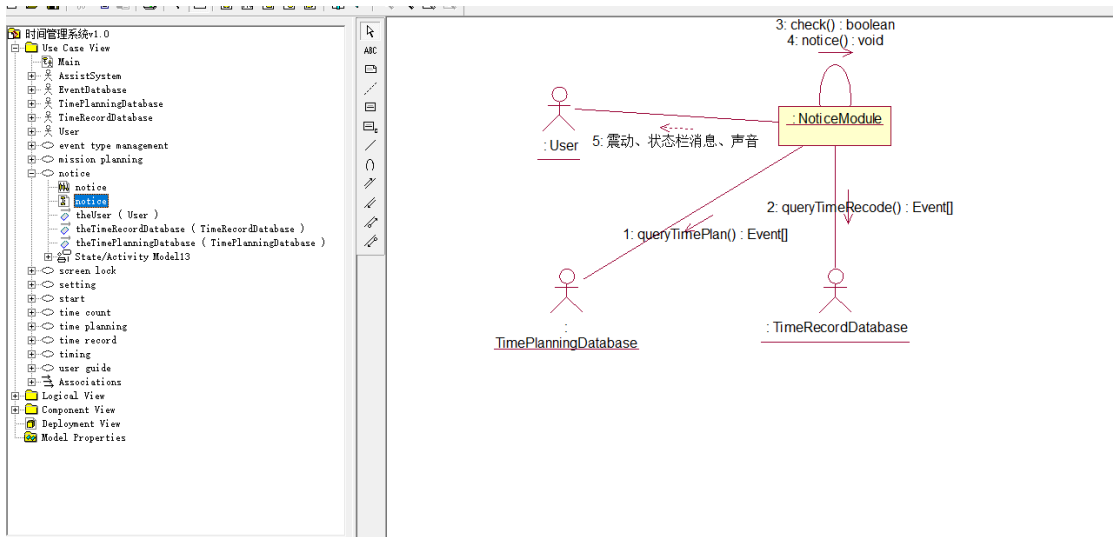 时间管理系统v1.0
Use Case View
Main
AssistSystem
EventDatabase
TimePlanningDatabase
TimeRecordDatabase
User
event type management
mission planning
notice
notice
notice
theUser ( User )
theTimeRecordDatabase ( TimeRecordDatabase )
theTimePlanningDatabase ( TimePlanningDatabase )
State/Activity Model13
screen lock
setting
start
time count
time planning
time record
timing
user guide
Associations
Logical View
Component View
Deployment View
Model Properties
ABC
3: check() : boolean
4: notice() : void
: NoticeModule
: User
5: 震动、状态栏消息、声音
2: queryTimeRecode() : Event[]
1: queryTimePlan() : Event[]
:
TimePlanningDatabase
: TimeRecordDatabase